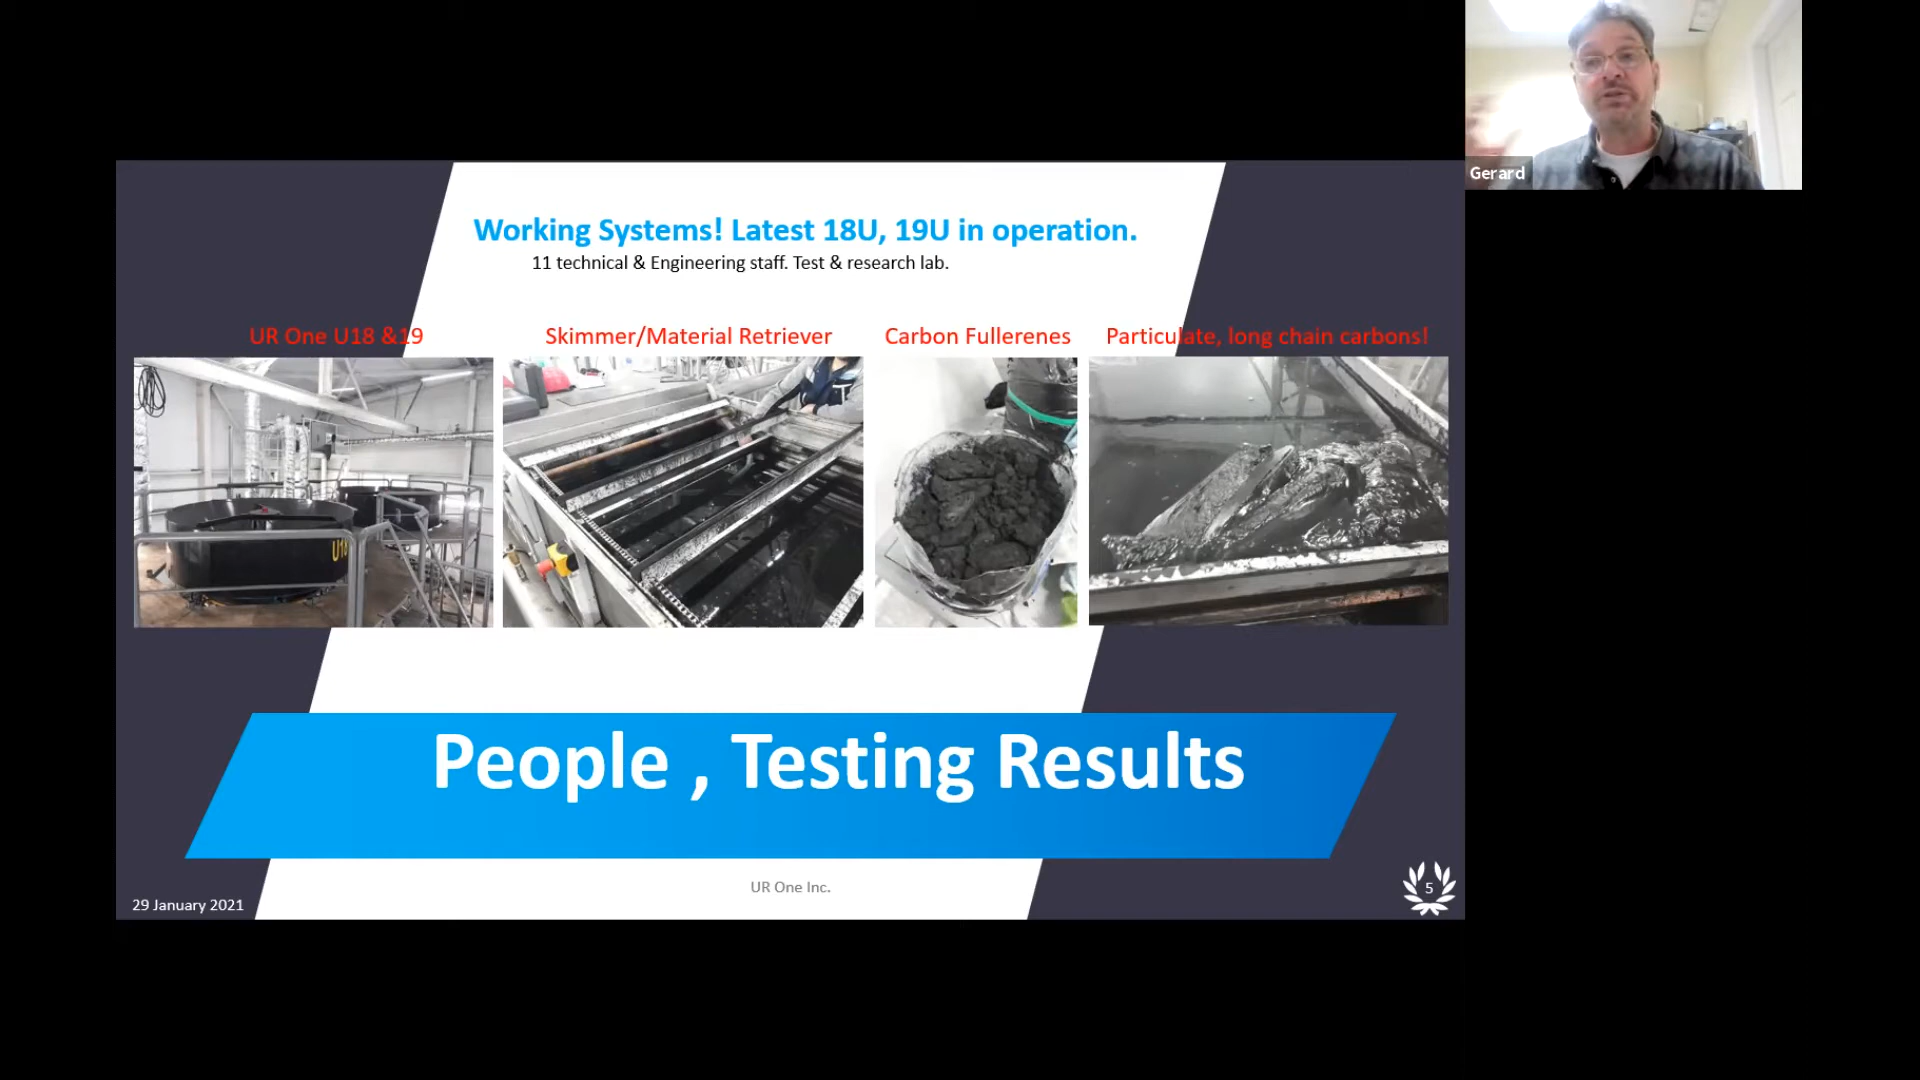 Gerard
Working Systems! Latest 18U, 19U in operation.
11 technical & Engineering staff. Test & research lab.
UR One U18 &19
Skimmer/Material Retriever
Carbon Fullerenes
Particulate, long chain carbons!
U18
People , Testing Results
UR One Inc.
29 January 2021
5